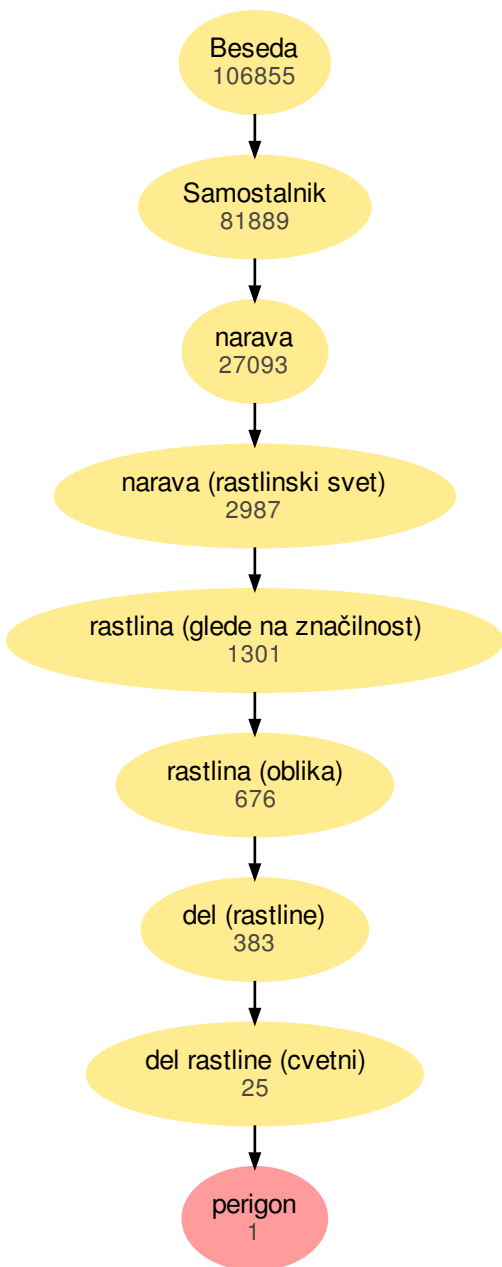 Beseda
106855
Samostalnik
81889
narava
27093
narava (rastlinski svet)
2987
rastlina (glede na značilnost)
1301
rastlina (oblika)
676
del (rastline)
383
del rastline (cvetni)
25
perigon
1